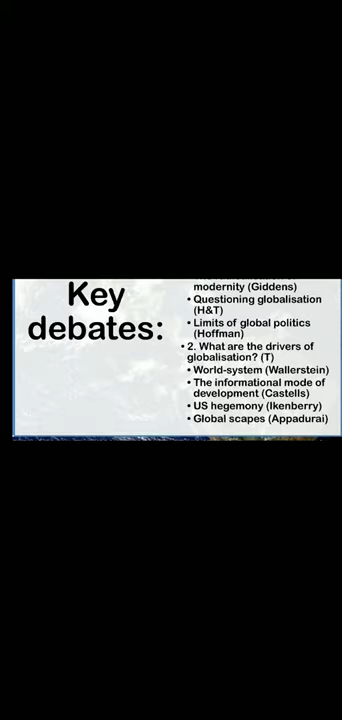 Key
debates:
modernity (Giddens)
• Questioning globalisation
(H&T)
• Limits of global politics
(Hoffman)
• 2. What are the drivers of
globalisation? (T)
• World-system (Wallerstein)
• The informational mode of
development (Castells)
• US hegemony (Ikenberry)
• Global scapes (Appadurai)